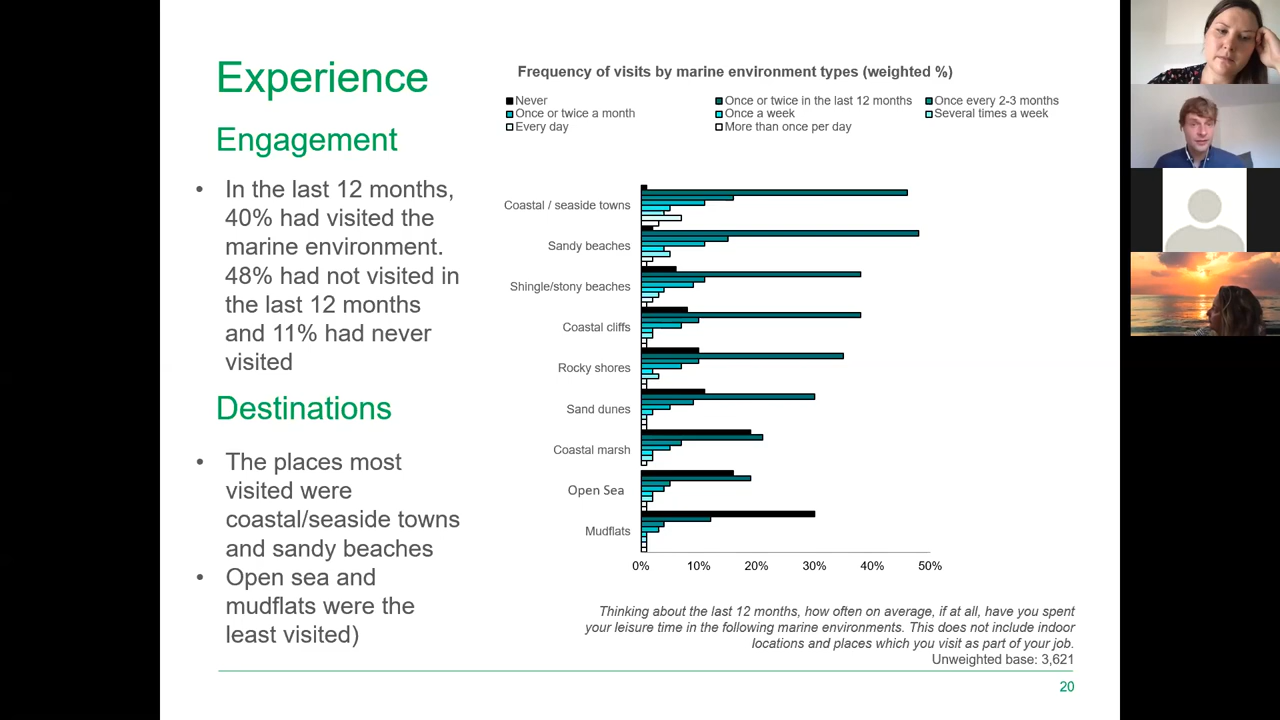 Experience
Engagement
• In the last 12 months,
40% had visited the
marine environment.
48% had not visited in
the last 12 months
and 11% had never
visited
Destinations
• The places most
visited were
coastal/seaside towns
and sandy beaches
• Open sea and
mudflats were the
least visited)
Frequency of visits by marine environment types (weighted %)
Never
Once or twice in the last 12 months
Once every 2-3 months
Once or twice a month
Once a week
Several times a week
Every day
More than once per day
Coastal / seaside towns
Sandy beaches
Shingle/stony beaches
Coastal cliffs
Rocky shores
Sand dunes
Coastal marsh
Open Sea
Mudflats
0% 10% 20% 30% 40% 50%
Thinking about the last 12 months, how often on average, if at all, have you spent
your leisure time in the following marine environments. This does not include indoor
locations and places which you visit as part of your job.
Unweighted base: 3,621
20